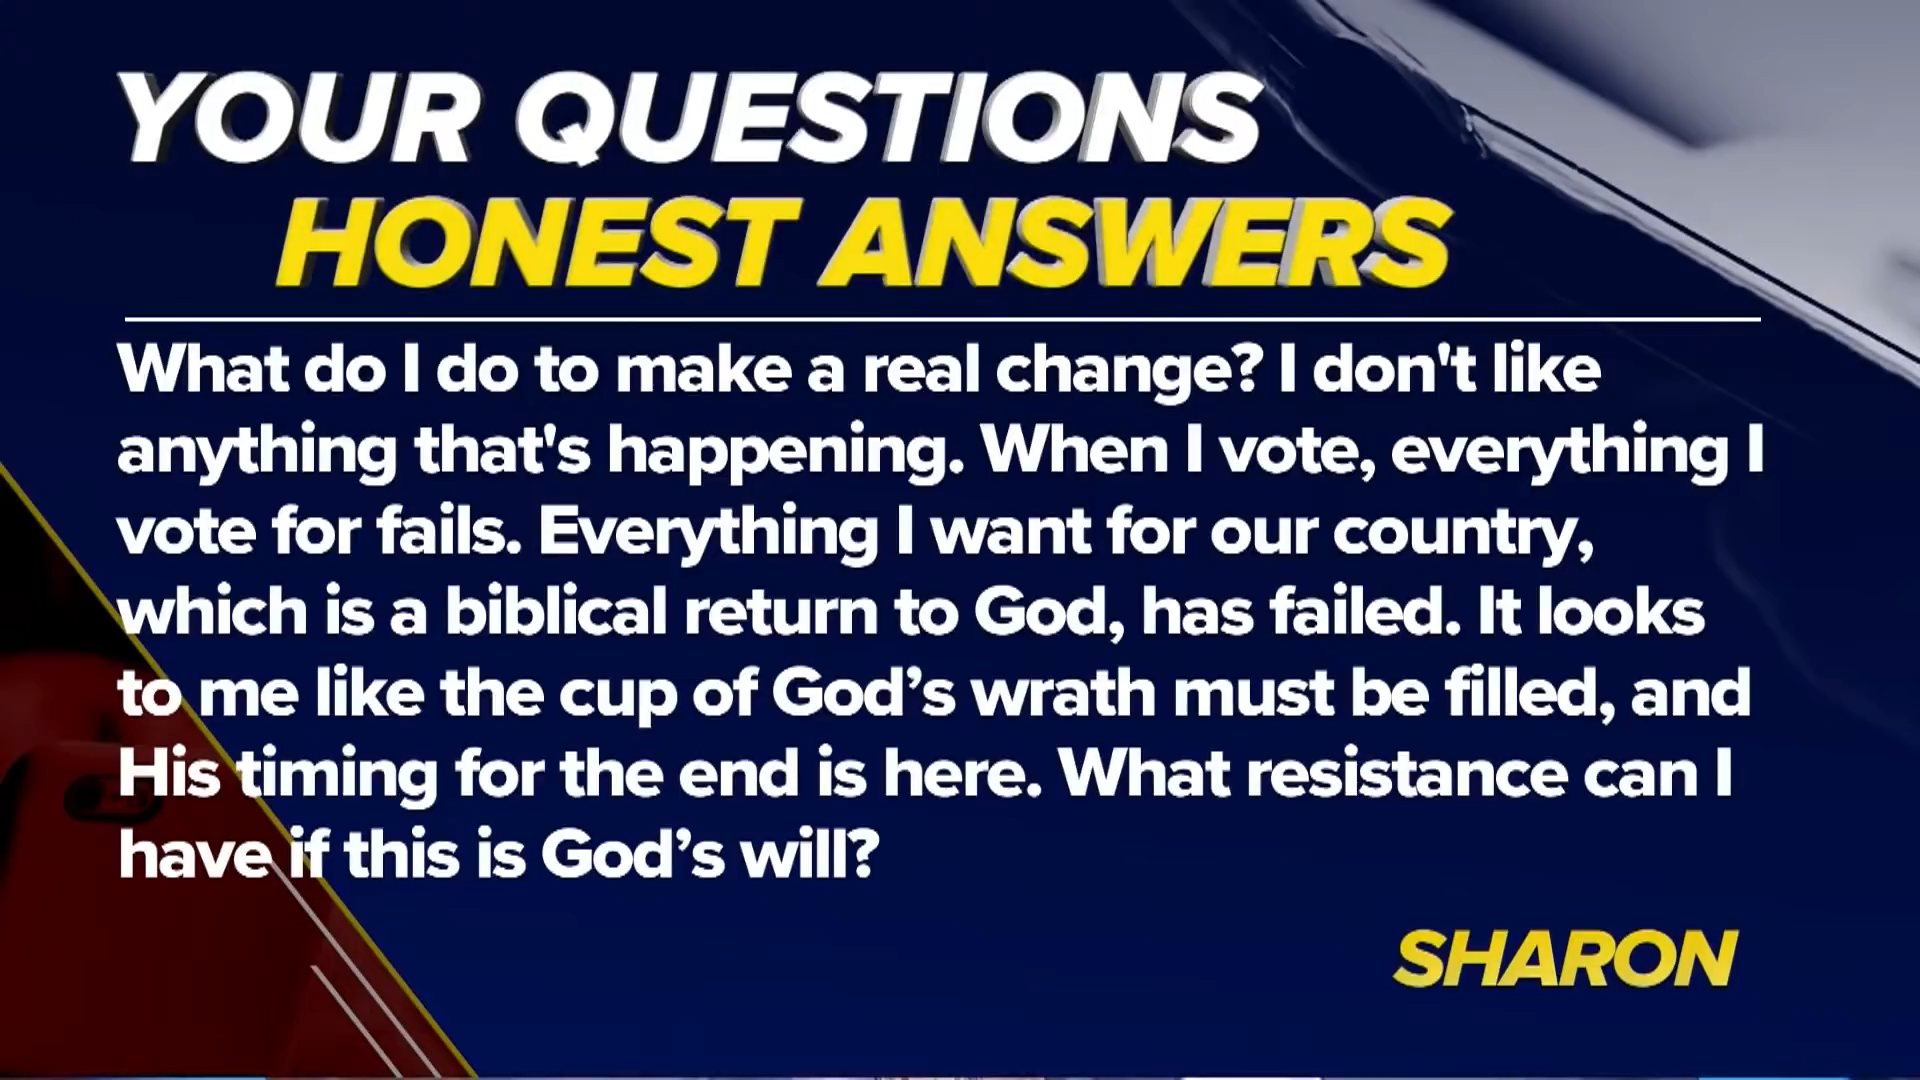 YOUR QUESTIONS
HONEST ANSWERS
What do I do to make a real change? I don't like
anything that's happening. When I vote, everything I
vote for fails. Everything I want for our country,
which is a biblical return to God, has failed. It looks
to me like the cup of God’s wrath must be filled, and
His timing for the end is here. What resistance can I
have if this is God’s will?
SHARON